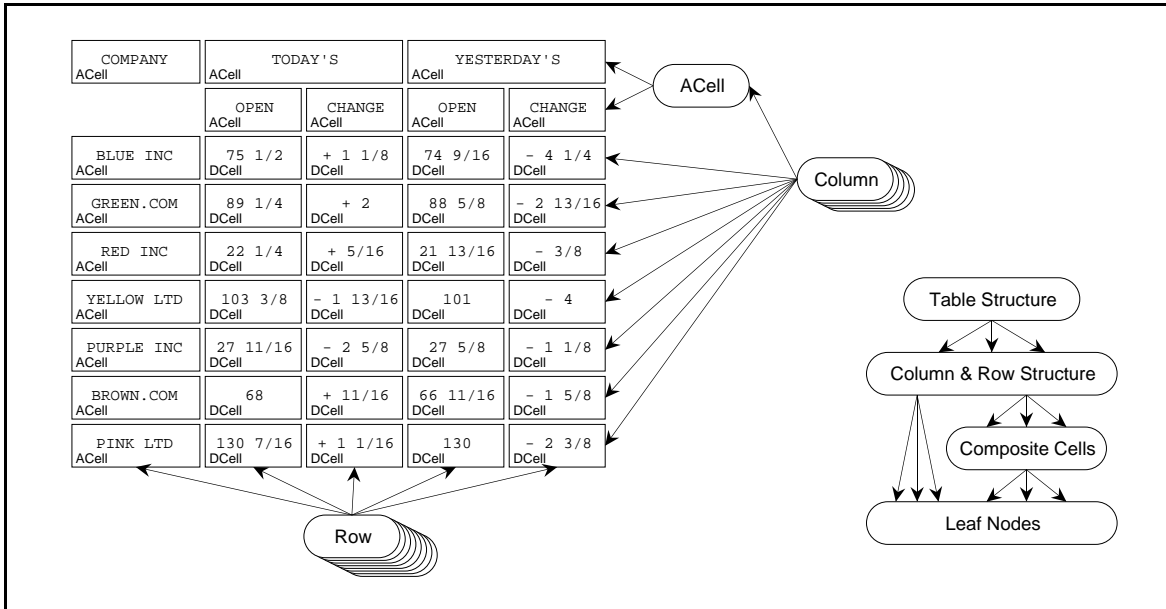 COMPANY TODAY'S YESTERDAY'S
ACell ACell ACell
ACell
OPEN CHANGE OPEN CHANGE
ACell ACell ACell ACell
BLUE INC 75 1/2 + 1 1/8 74 9/16 - 4 1/4
ACell DCell DCell DCell DCell
Column
GREEN.COM 89 1/4 + 2 88 5/8 - 2 13/16
ACell DCell DCell DCell DCell
RED INC 22 1/4 + 5/16 21 13/16 - 3/8
ACell DCell DCell DCell DCell
YELLOW LTD 103 3/8 - 1 13/16 101 - 4
ACell DCell DCell DCell DCell
Table Structure
PURPLE INC 27 11/16 - 2 5/8 27 5/8 - 1 1/8
ACell DCell DCell DCell DCell
Column & Row Structure
BROWN.COM 68 + 11/16 66 11/16 - 1 5/8
ACell DCell DCell DCell DCell
PINK LTD 130 7/16 + 1 1/16 130 - 2 3/8
ACell DCell DCell DCell DCell
Composite Cells
Leaf Nodes
Row